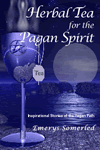 Herbal Tea
for the
Pagan Spirit
Tea
Inspirational Stories of the Pagan Path
Emerys Somerled